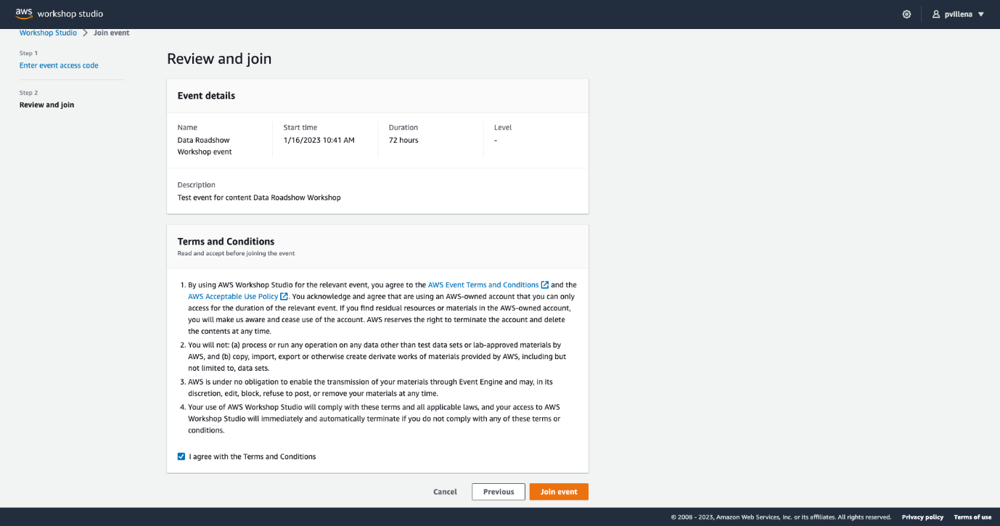 aws workshop studio
pvillena
Workshop Studio > Join event
Step 1
Enter event access code
Step 2
Review and join
Review and join
Event details
Name
Data Roadshow
Workshop event
Start time
1/16/2023 10:41 AM
Duration
72 hours
Level
-
Description
Test event for content Data Roadshow Workshop
Terms and Conditions
Read and accept before joining the event
1. By using AWS Workshop Studio for the relevant event, you agree to the AWS Event Terms and Conditions and the
AWS Acceptable Use Policy . You acknowledge and agree that are using an AWS-owned account that you can only
access for the duration of the relevant event. If you find residual resources or materials in the AWS-owned account,
you will make us aware and cease use of the account. AWS reserves the right to terminate the account and delete
the contents at any time.
2. You will not: (a) process or run any operation on any data other than test data sets or lab-approved materials by
AWS, and (b) copy, import, export or otherwise create derivate works of materials provided by AWS, including but
not limited to, data sets.
3. AWS is under no obligation to enable the transmission of your materials through Event Engine and may, in its
discretion, edit, block, refuse to post, or remove your materials at any time.
4. Your use of AWS Workshop Studio will comply with these terms and all applicable laws, and your access to AWS
Workshop Studio will immediately and automatically terminate if you do not comply with any of these terms or
conditions.
I agree with the Terms and Conditions
Cancel
Previous
Join event
© 2008 - 2023, Amazon Web Services, Inc. or its affiliates. All rights reserved. Privacy policy Terms of use